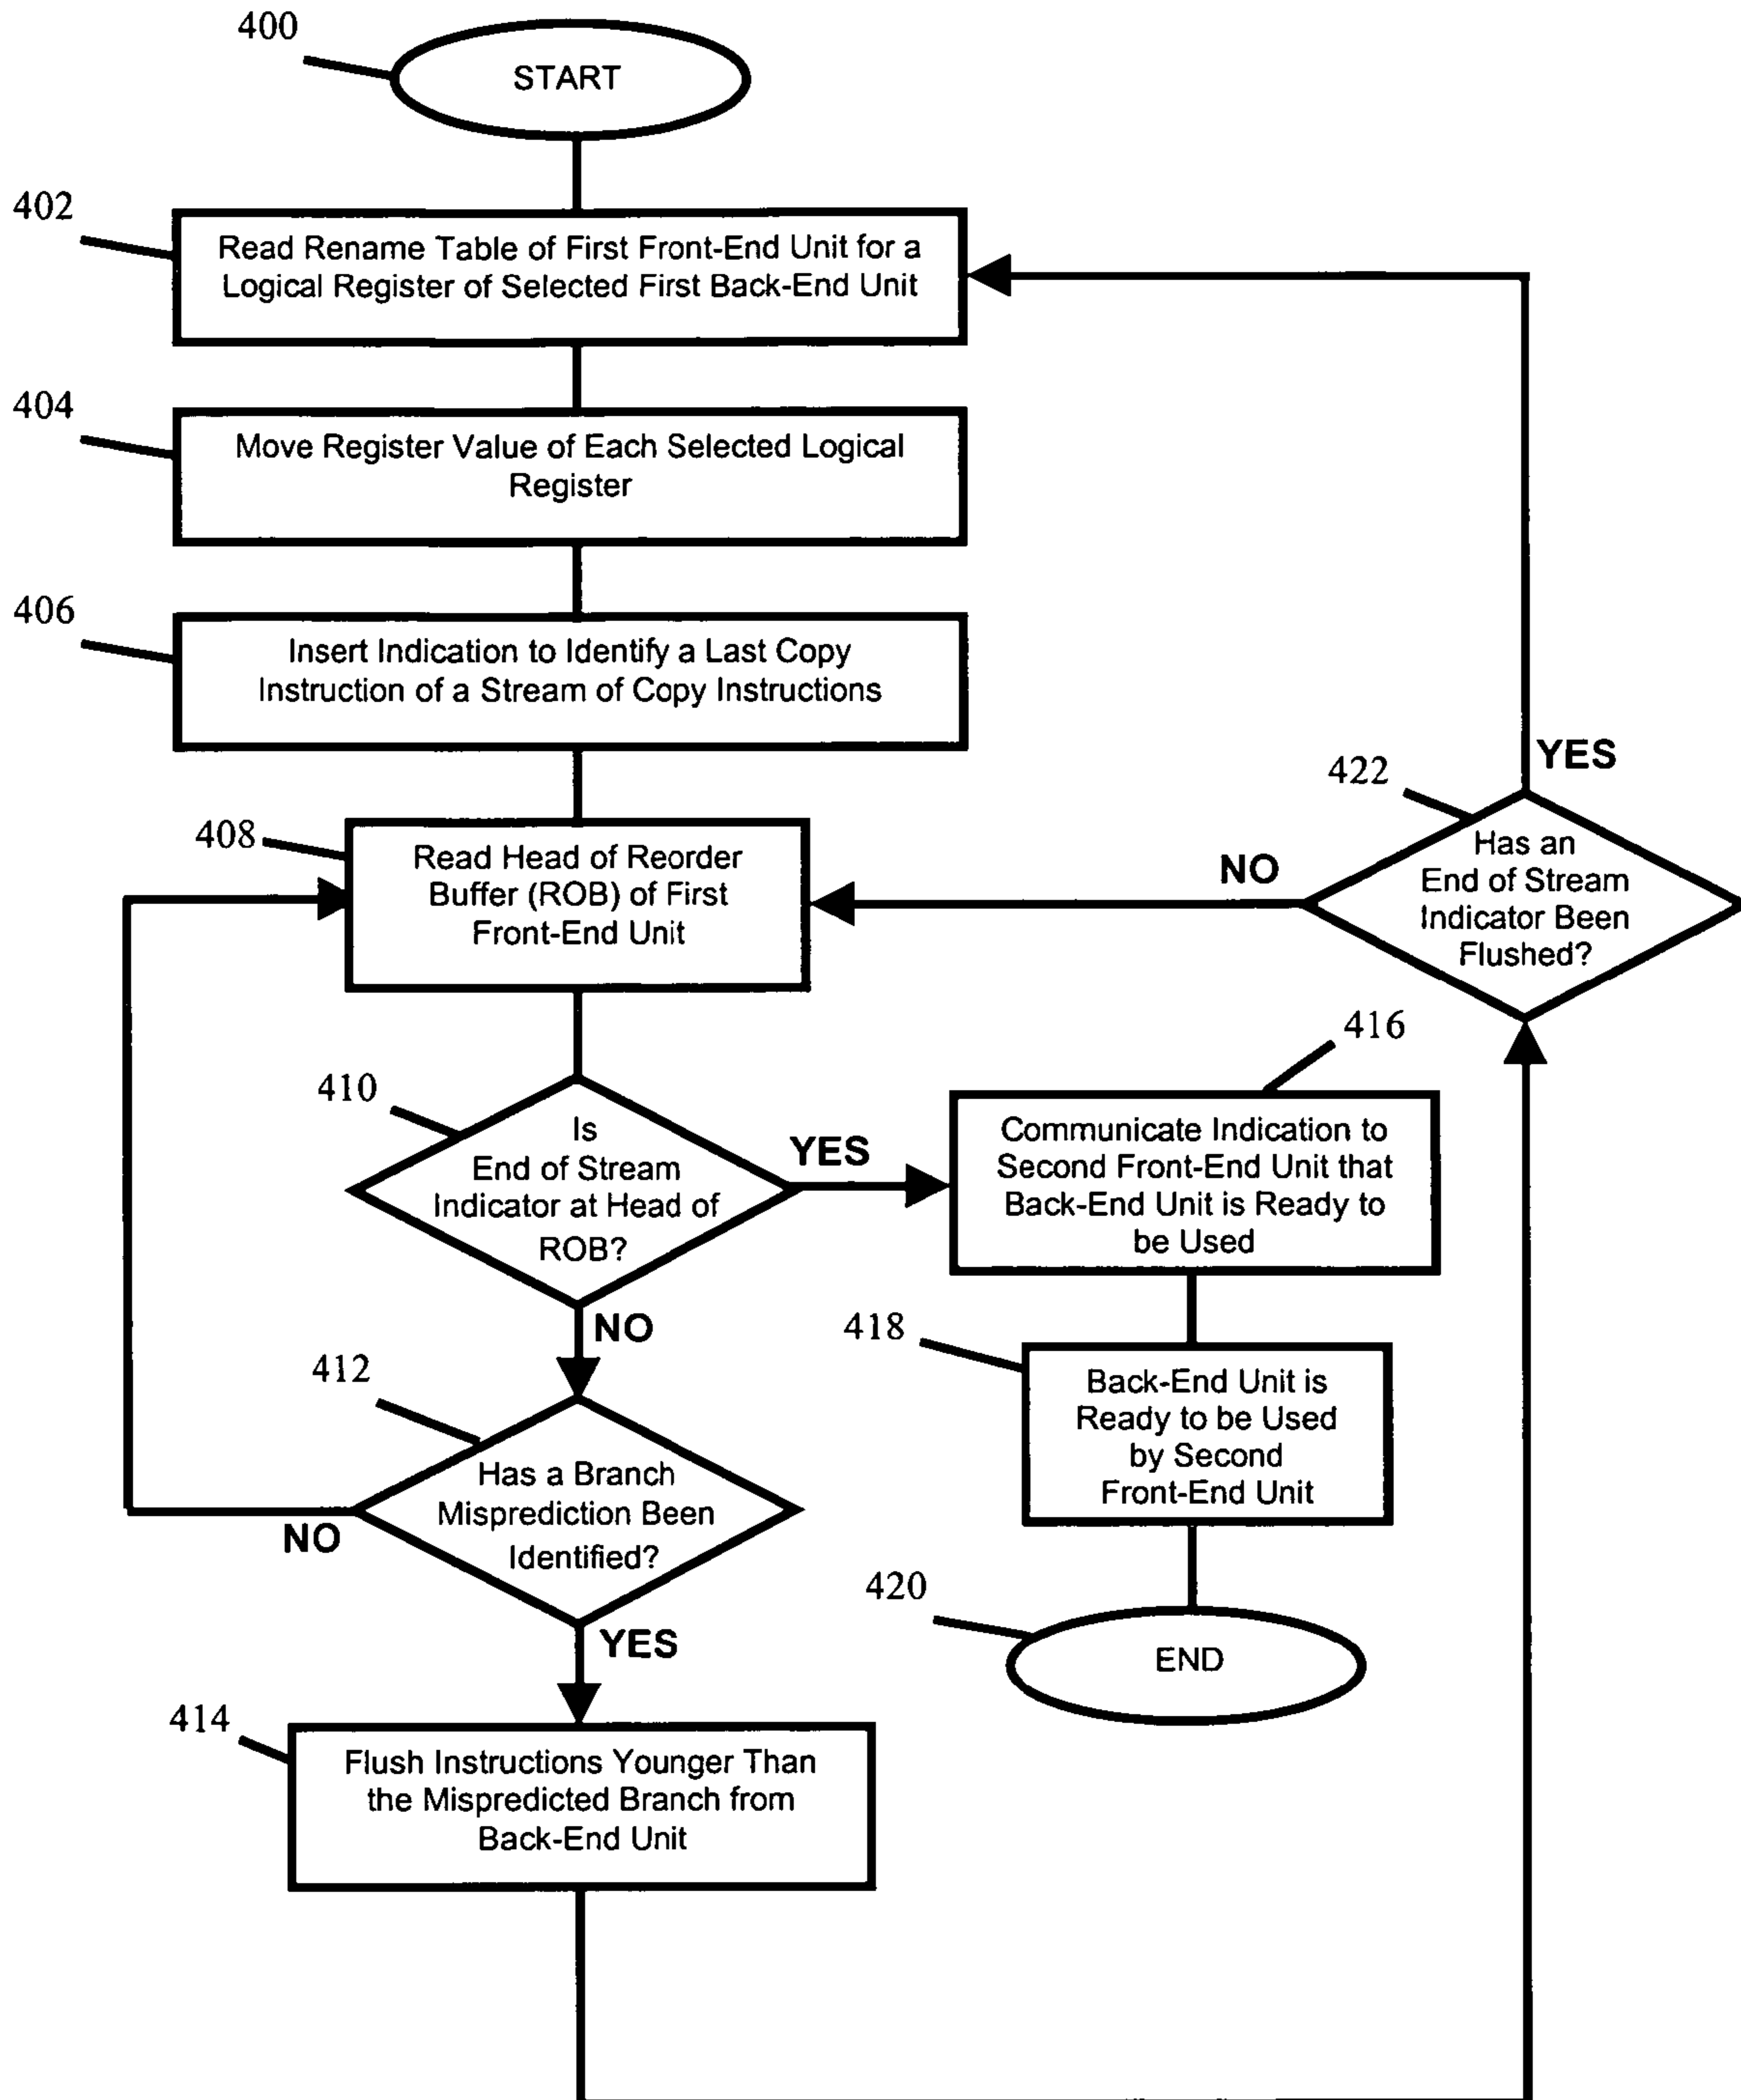 400
START
402
Read Rename Table of First Front-End Unit for a
Logical Register of Selected First Back-End Unit
404
Move Register Value of Each Selected Logical
Register
406
Insert Indication to Identify a Last Copy
Instruction of a Stream of Copy Instructions
408
Read Head of Reorder
Buffer (ROB) of First
Front-End Unit
422
YES
NO
Has an
End of Stream
Indicator Been
Flushed?
410
Is
End of Stream
Indicator at Head of
ROB?
YES
NO
416
Communicate Indication to
Second Front-End Unit that
Back-End Unit is Ready to
be Used
412
Has a Branch
Misprediction Been
Identified?
NO
YES
418
Back-End Unit is
Ready to be Used
by Second
Front-End Unit
420
END
414
Flush Instructions Younger Than
the Mispredicted Branch from
Back-End Unit